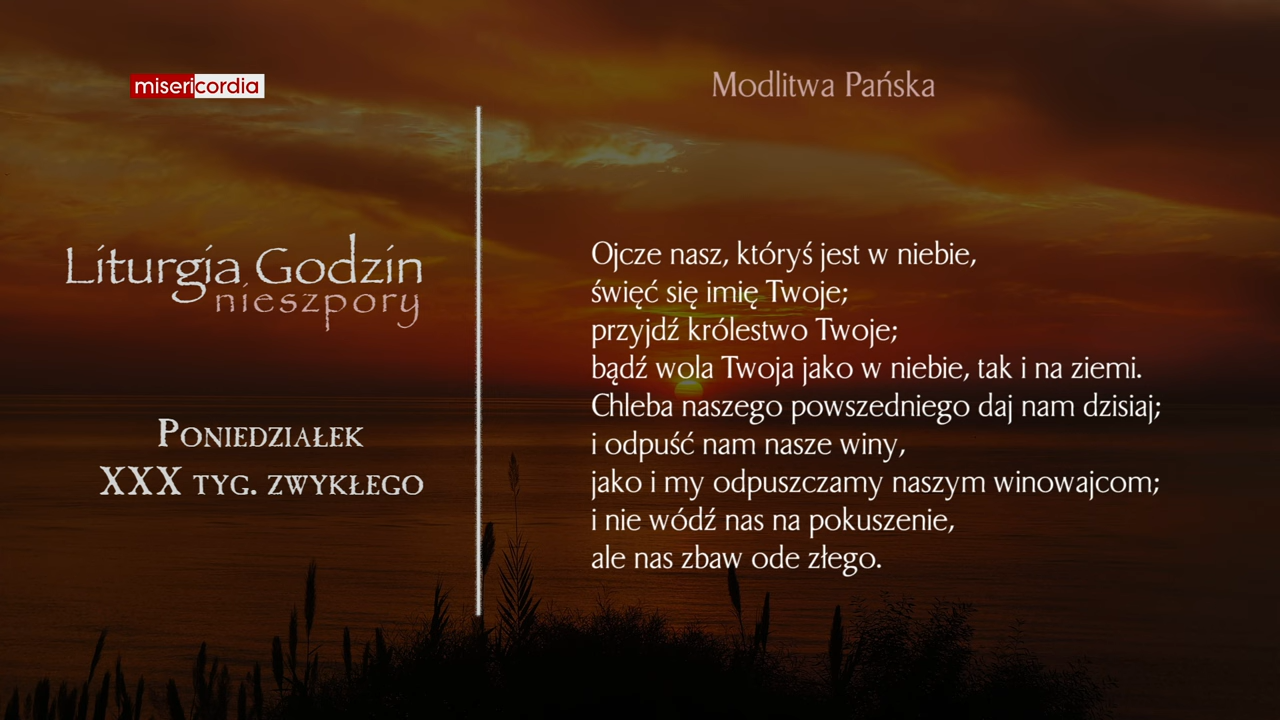 misericordia
Modlitwa Pańska
Liturgia Godzin
nieszpory
Poniedziałek
XXX tyg. zwykłego
Ojcze nasz, któryś jest w niebie,
święć się imię Twoje;
przyjdź królestwo Twoje;
bądź wola Twoja jako w niebie, tak i na ziemi.
Chleba naszego powszedniego daj nam dzisiaj;
i odpuść nam nasze winy,
jako i my odpuszczamy naszym winowajcom;
i nie wódź nas na pokuszenie,
ale nas zbaw ode złego.